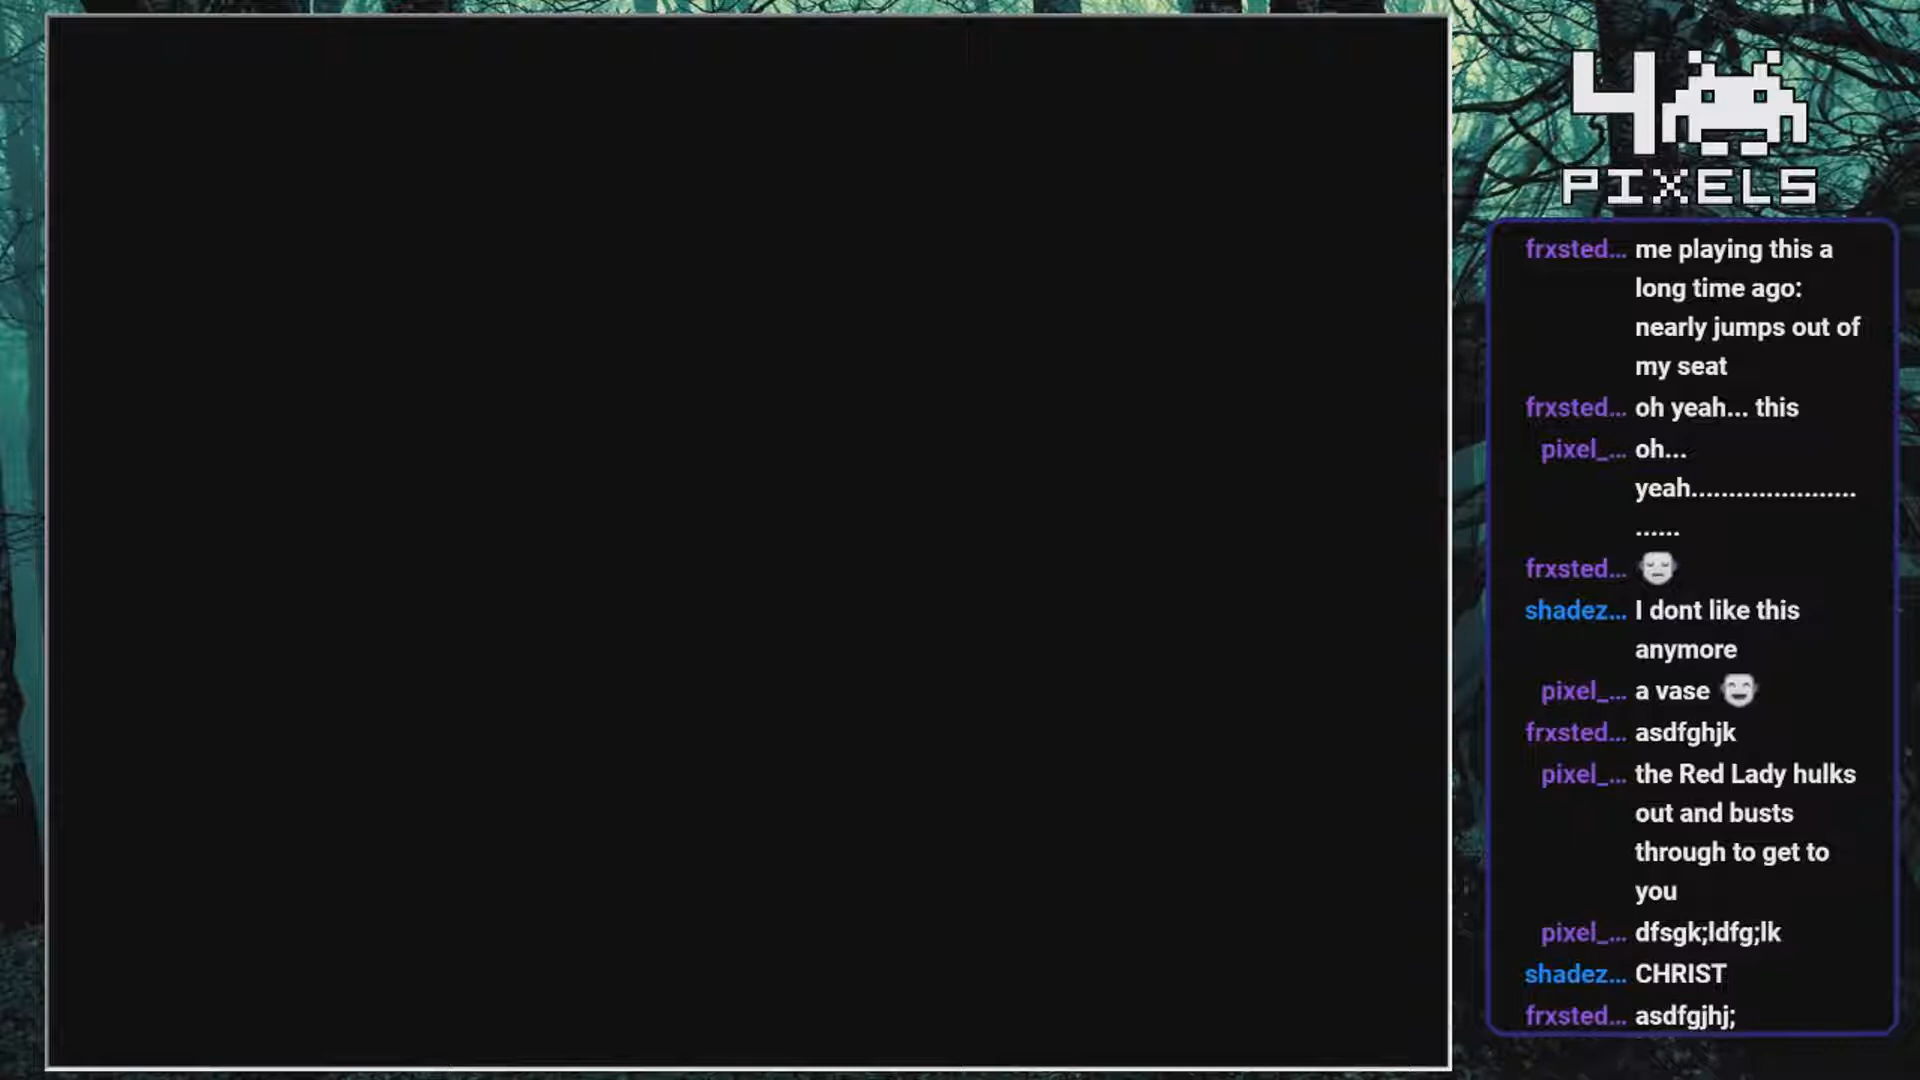 4
PIXELS
frxsted... me playing this a
long time ago:
nearly jumps out of
my seat
frxsted... oh yeah... this
pixel_... oh...
yeah......................
......
frxsted...
shadez... I dont like this
anymore
pixel_... a vase
frxsted... asdfghjk
pixel_... the Red Lady hulks
out and busts
through to get to
you
pixel_... dfsgk;ldfg;lk
shadez... CHRIST
frxsted... asdfgjhj;